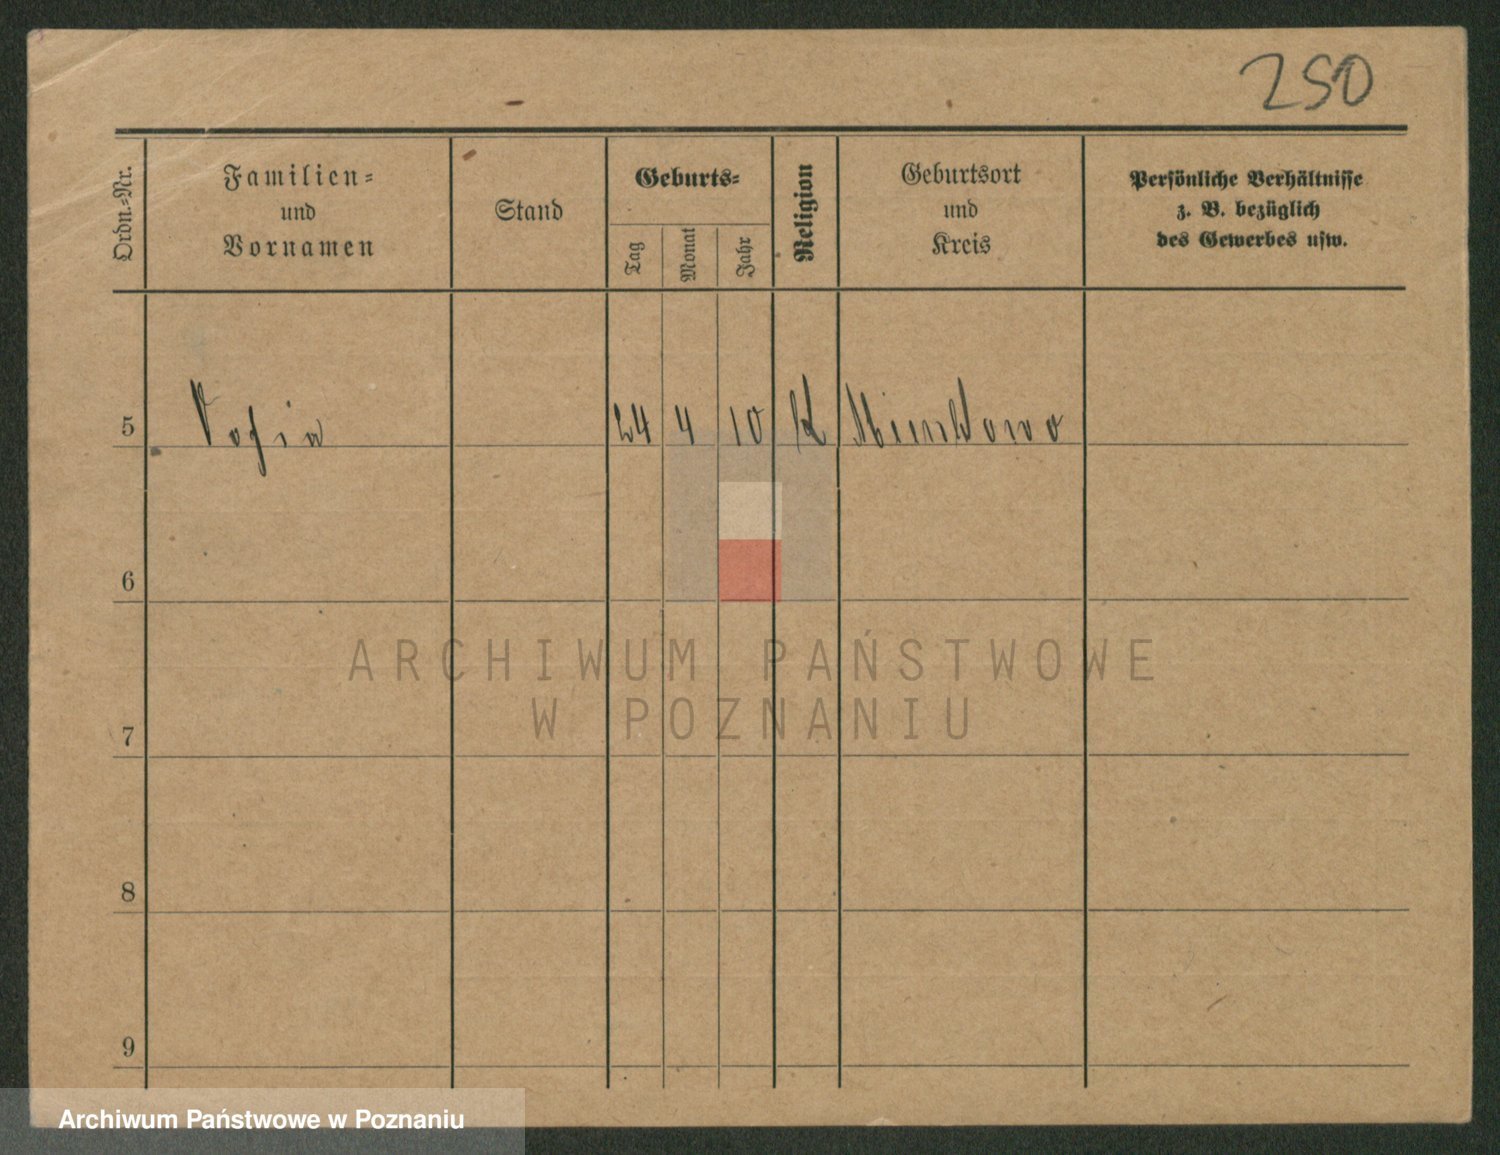 250
Ordn.-Nr.
Familien-
und
Vornamen
Stand
Geburts-
Tag
Monat
Jahr
Religion
Geburtsort
und
Kreis
Persönliche Verhältnisse
z. B. bezüglich
des Gewerbes usw.
5 24 4 10 K
6
7
8
9
ARCHIWUM PAŃSTWOWE
W POZNANIU
Archiwum Państwowe w Poznaniu